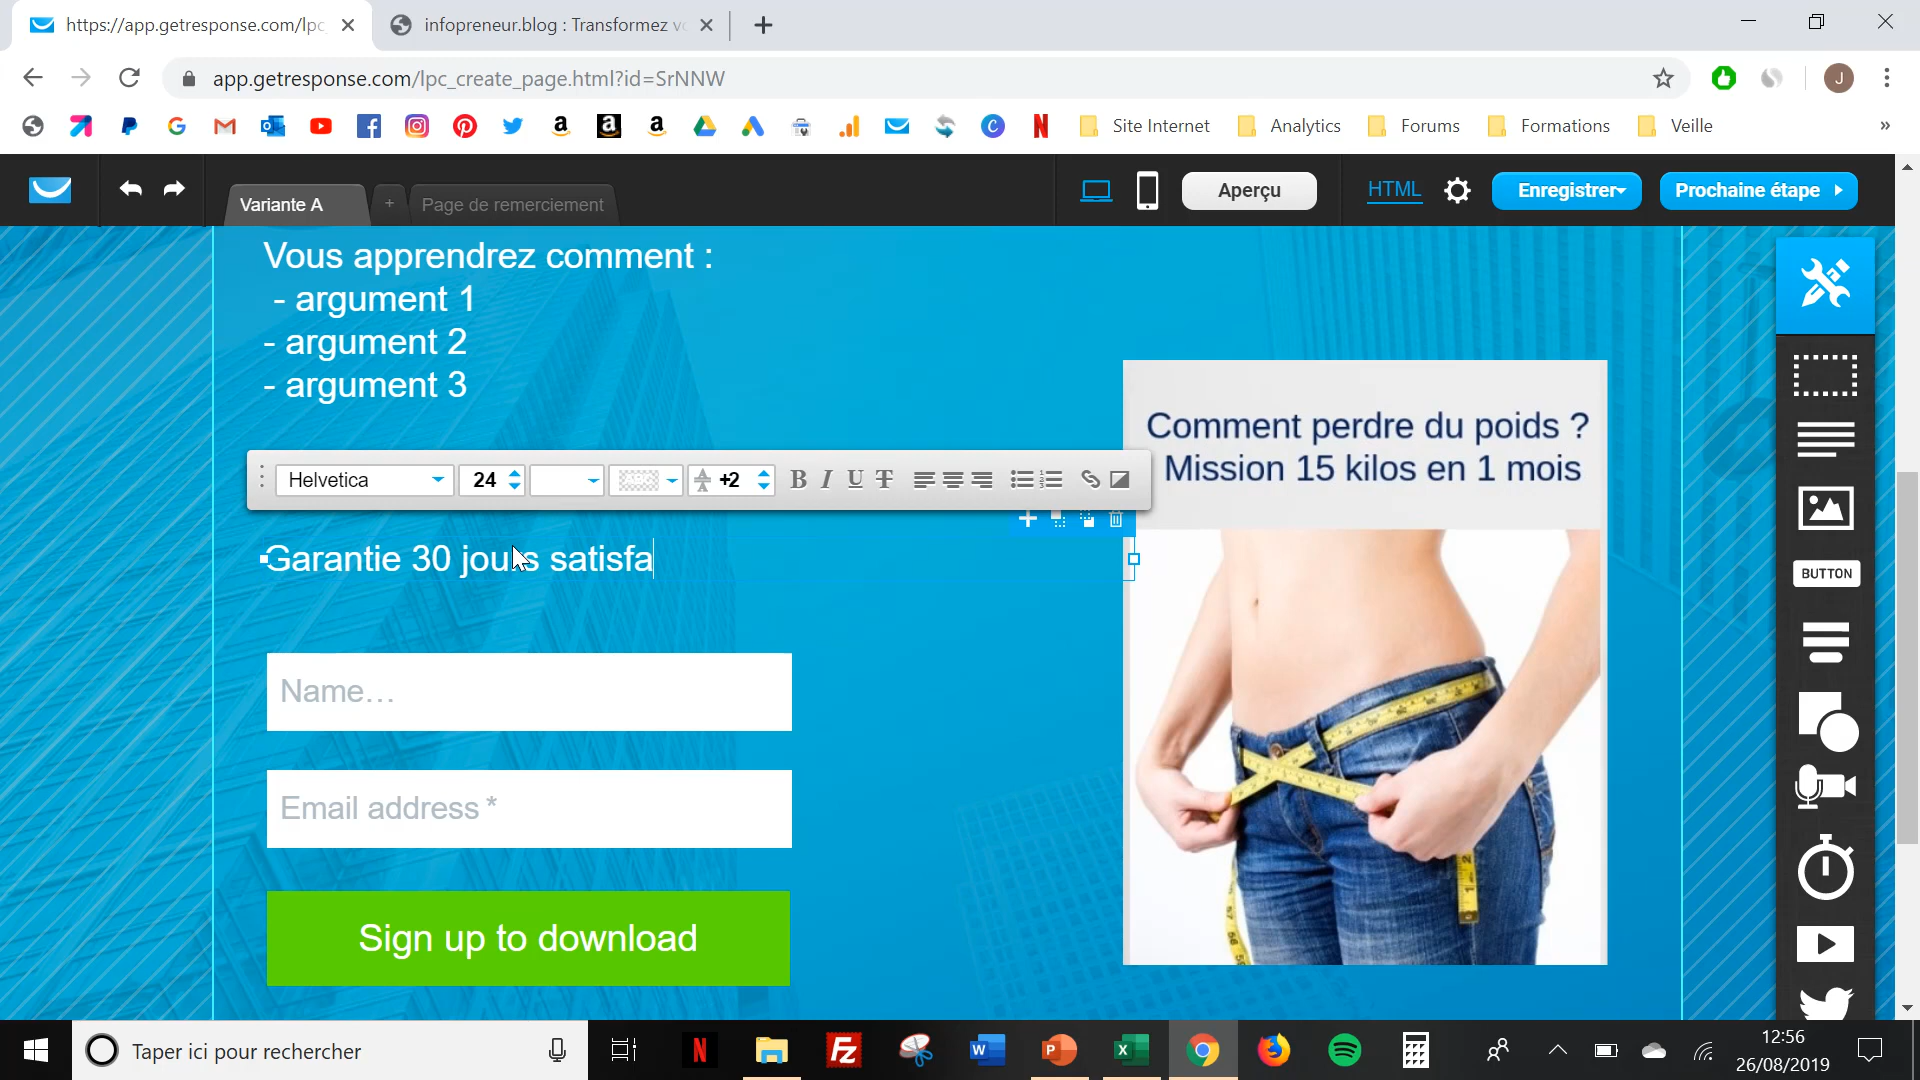 https://app.getresponse.com/lpc
infopreneur.blog : Transformez v
app.getresponse.com/lpc_create_page.html?id=SrNNW
J
Site Internet
Analytics
Forums
Formations
Veille
»
Variante A
+
Page de remerciement
Aperçu
HTML
Enregistrer
Prochaine étape
Vous apprendrez comment :
- argument 1
- argument 2
- argument 3
Comment perdre du poids ?
Mission 15 kilos en 1 mois
Helvetica
24
+2
B I U T
Garantie 30 jours satisfa
BUTTON
Name...
Email address *
Sign up to download
Taper ici pour rechercher
12:56
26/08/2019